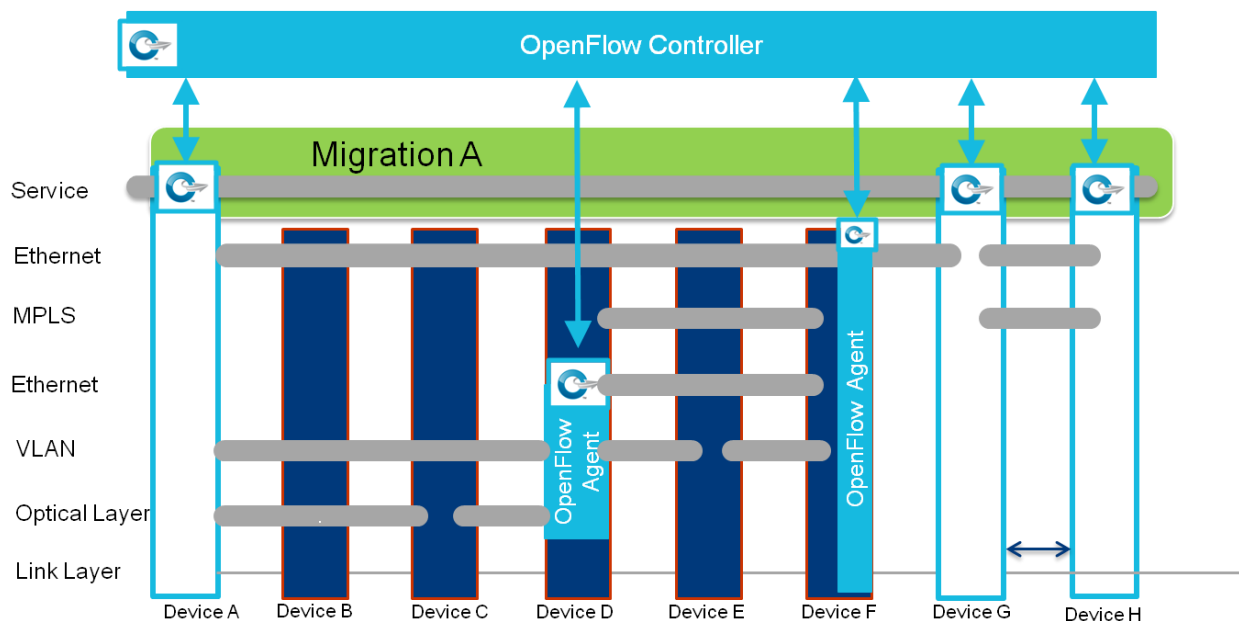 OpenFlow Controller
Migration A
Service
Ethernet
MPLS
Ethernet
VLAN
Optical Layer
Link Layer
OpenFlow
Agent
OpenFlow Agent
Device A
Device B
Device C
Device D
Device E
Device F
Device G
Device H